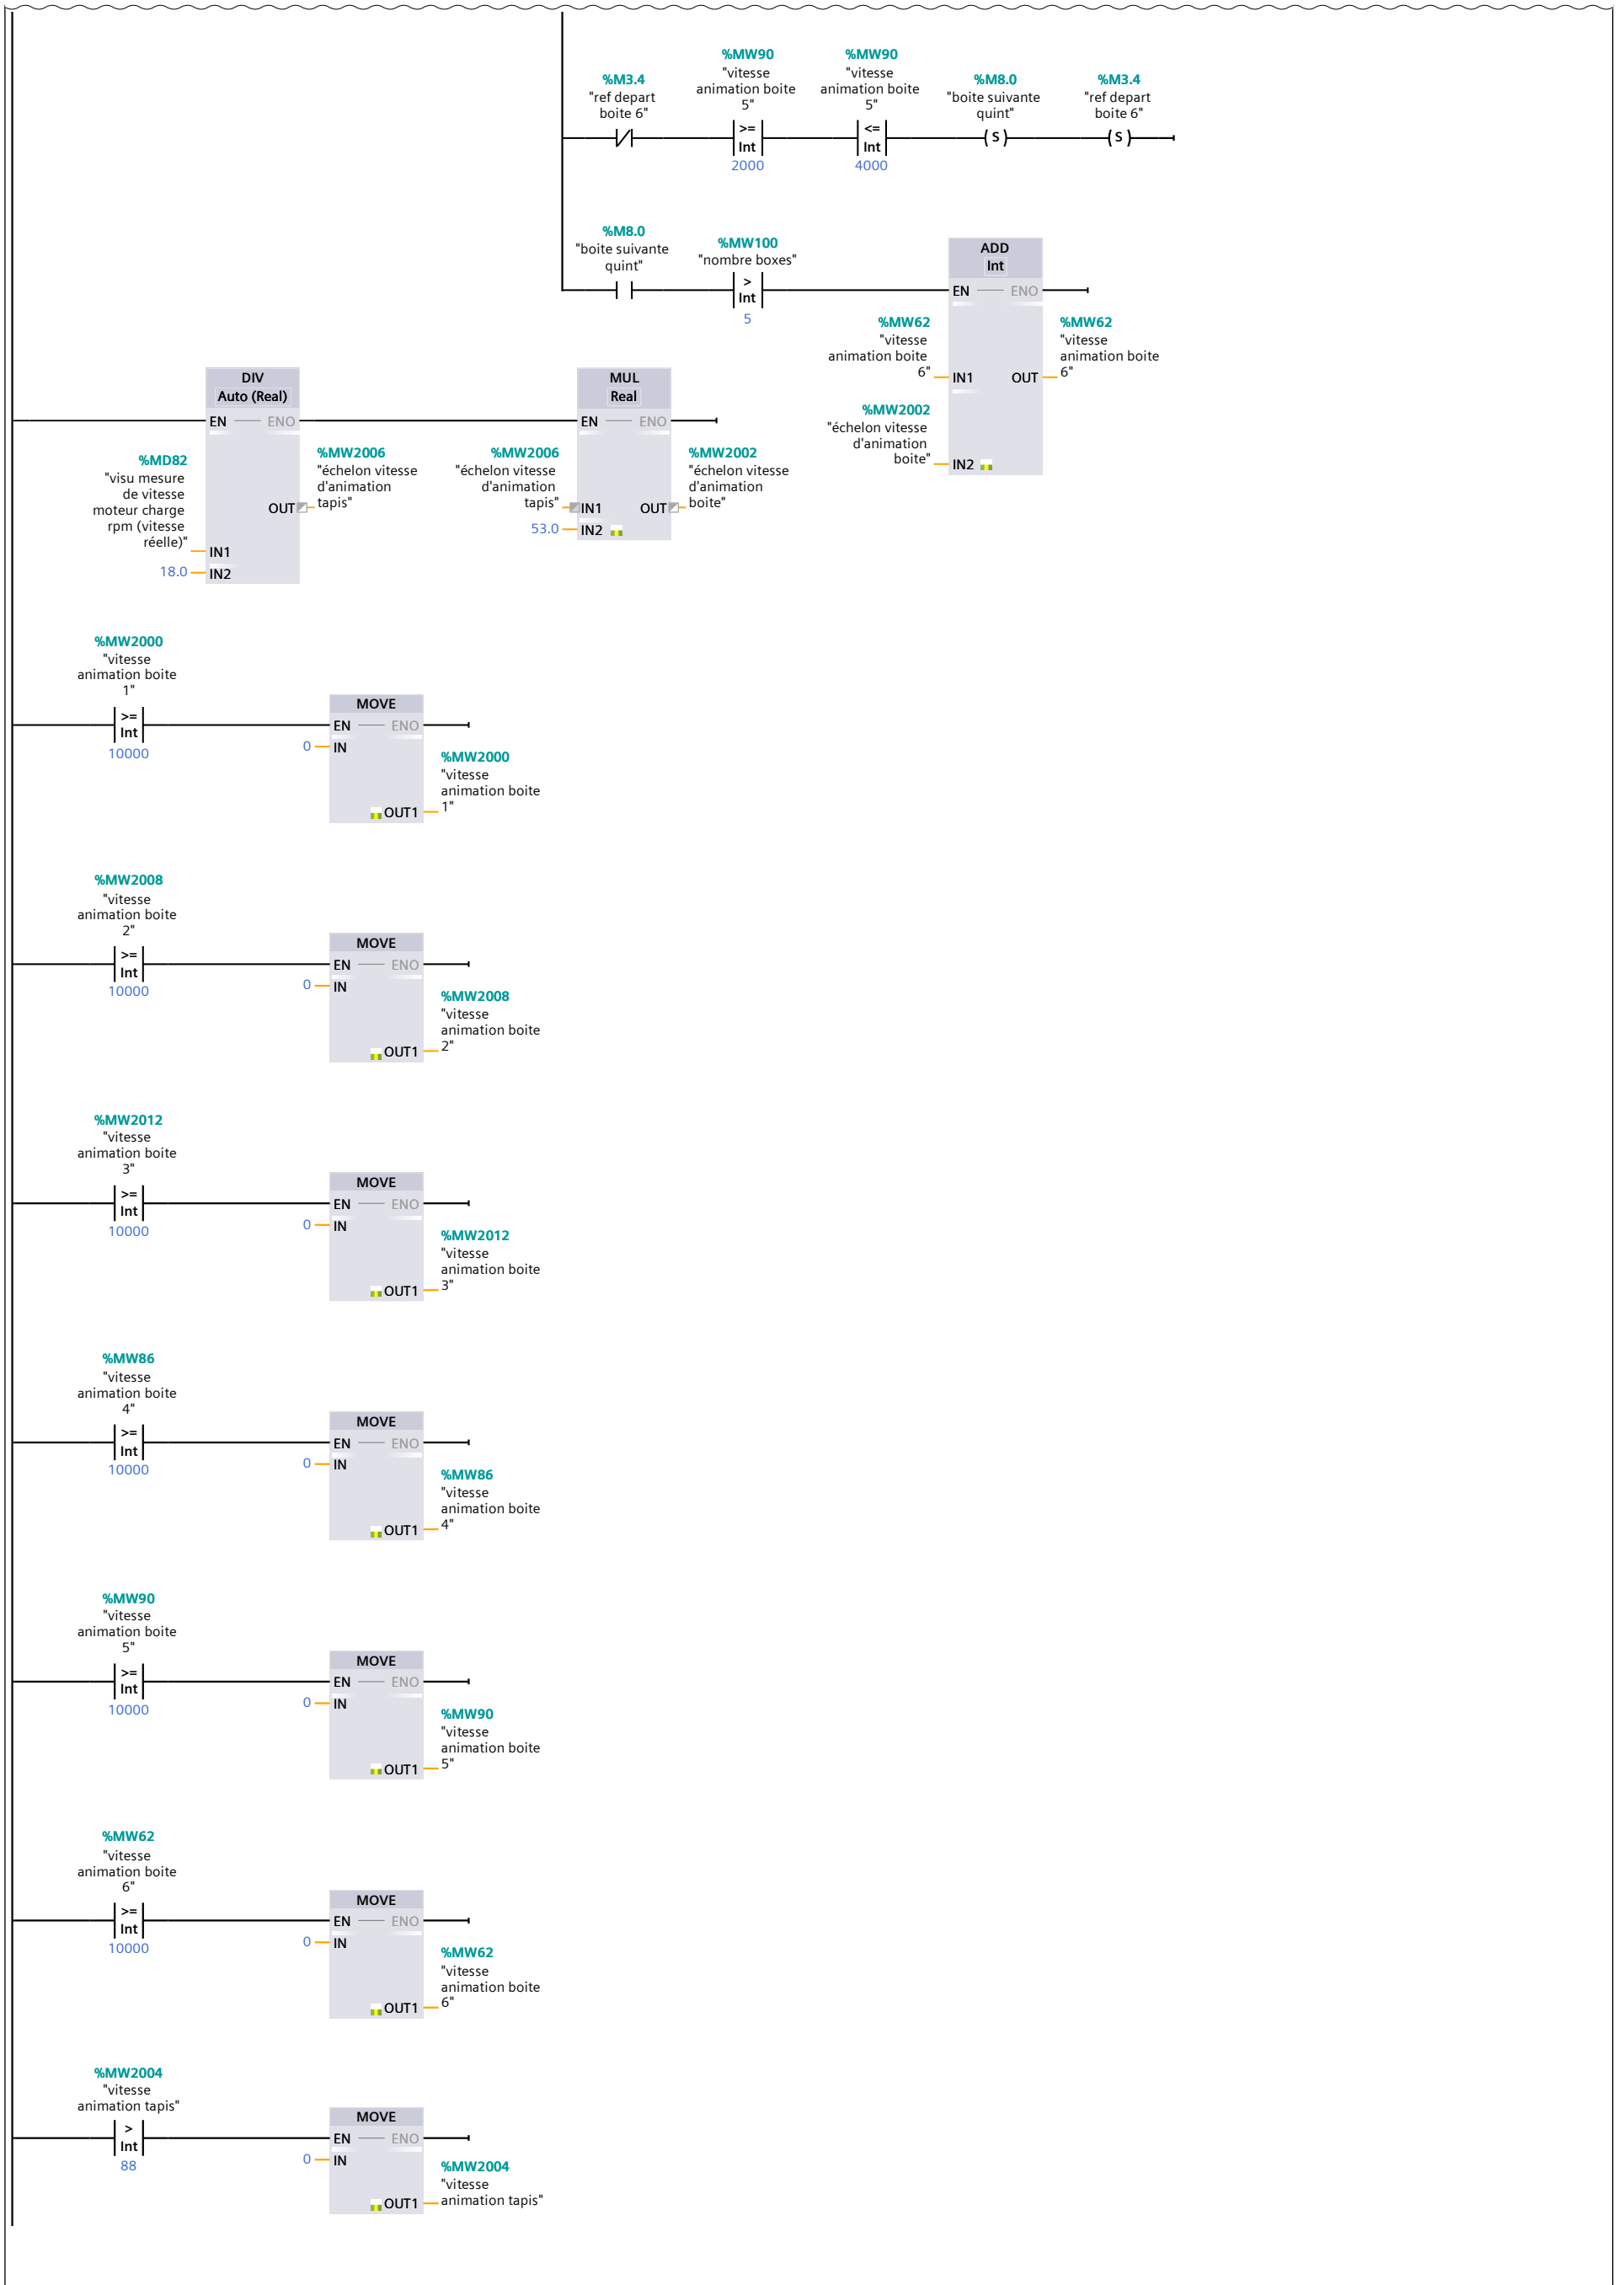 %M3.4
"ref depart
boite 6"
%MW90
"vitesse
animation boite
5"
%MW90
"vitesse
animation boite
5"
%M8.0
"boite suivante
quint"
%M3.4
"ref depart
boite 6"
>=
Int
2000
<=
Int
4000
S
S
%M8.0
"boite suivante
quint"
%MW100
"nombre boxes"
>
Int
5
ADD
Int
EN ENO
%MW62
"vitesse
animation boite
6"
IN1 OUT
%MW62
"vitesse
animation boite
6"
%MW2002
"échelon vitesse
d'animation
boite"
IN2
DIV
Auto (Real)
EN ENO
%MD82
"visu mesure
de vitesse
moteur charge
rpm (vitesse
réelle)"
IN1
18.0 IN2
OUT
%MW2006
"échelon vitesse
d'animation
tapis"
MUL
Real
EN ENO
%MW2006
"échelon vitesse
d'animation
tapis"
IN1 OUT
53.0 IN2
%MW2002
"échelon vitesse
d'animation
boite"
%MW2000
"vitesse
animation boite
1"
>=
Int
10000
MOVE
EN ENO
0 IN
OUT1
%MW2000
"vitesse
animation boite
1"
%MW2008
"vitesse
animation boite
2"
>=
Int
10000
MOVE
EN ENO
0 IN
OUT1
%MW2008
"vitesse
animation boite
2"
%MW2012
"vitesse
animation boite
3"
>=
Int
10000
MOVE
EN ENO
0 IN
OUT1
%MW2012
"vitesse
animation boite
3"
%MW86
"vitesse
animation boite
4"
>=
Int
10000
MOVE
EN ENO
0 IN
OUT1
%MW86
"vitesse
animation boite
4"
%MW90
"vitesse
animation boite
5"
>=
Int
10000
MOVE
EN ENO
0 IN
OUT1
%MW90
"vitesse
animation boite
5"
%MW62
"vitesse
animation boite
6"
>=
Int
10000
MOVE
EN ENO
0 IN
OUT1
%MW62
"vitesse
animation boite
6"
%MW2004
"vitesse
animation tapis"
>
Int
88
MOVE
EN ENO
0 IN
OUT1
%MW2004
"vitesse
animation tapis"